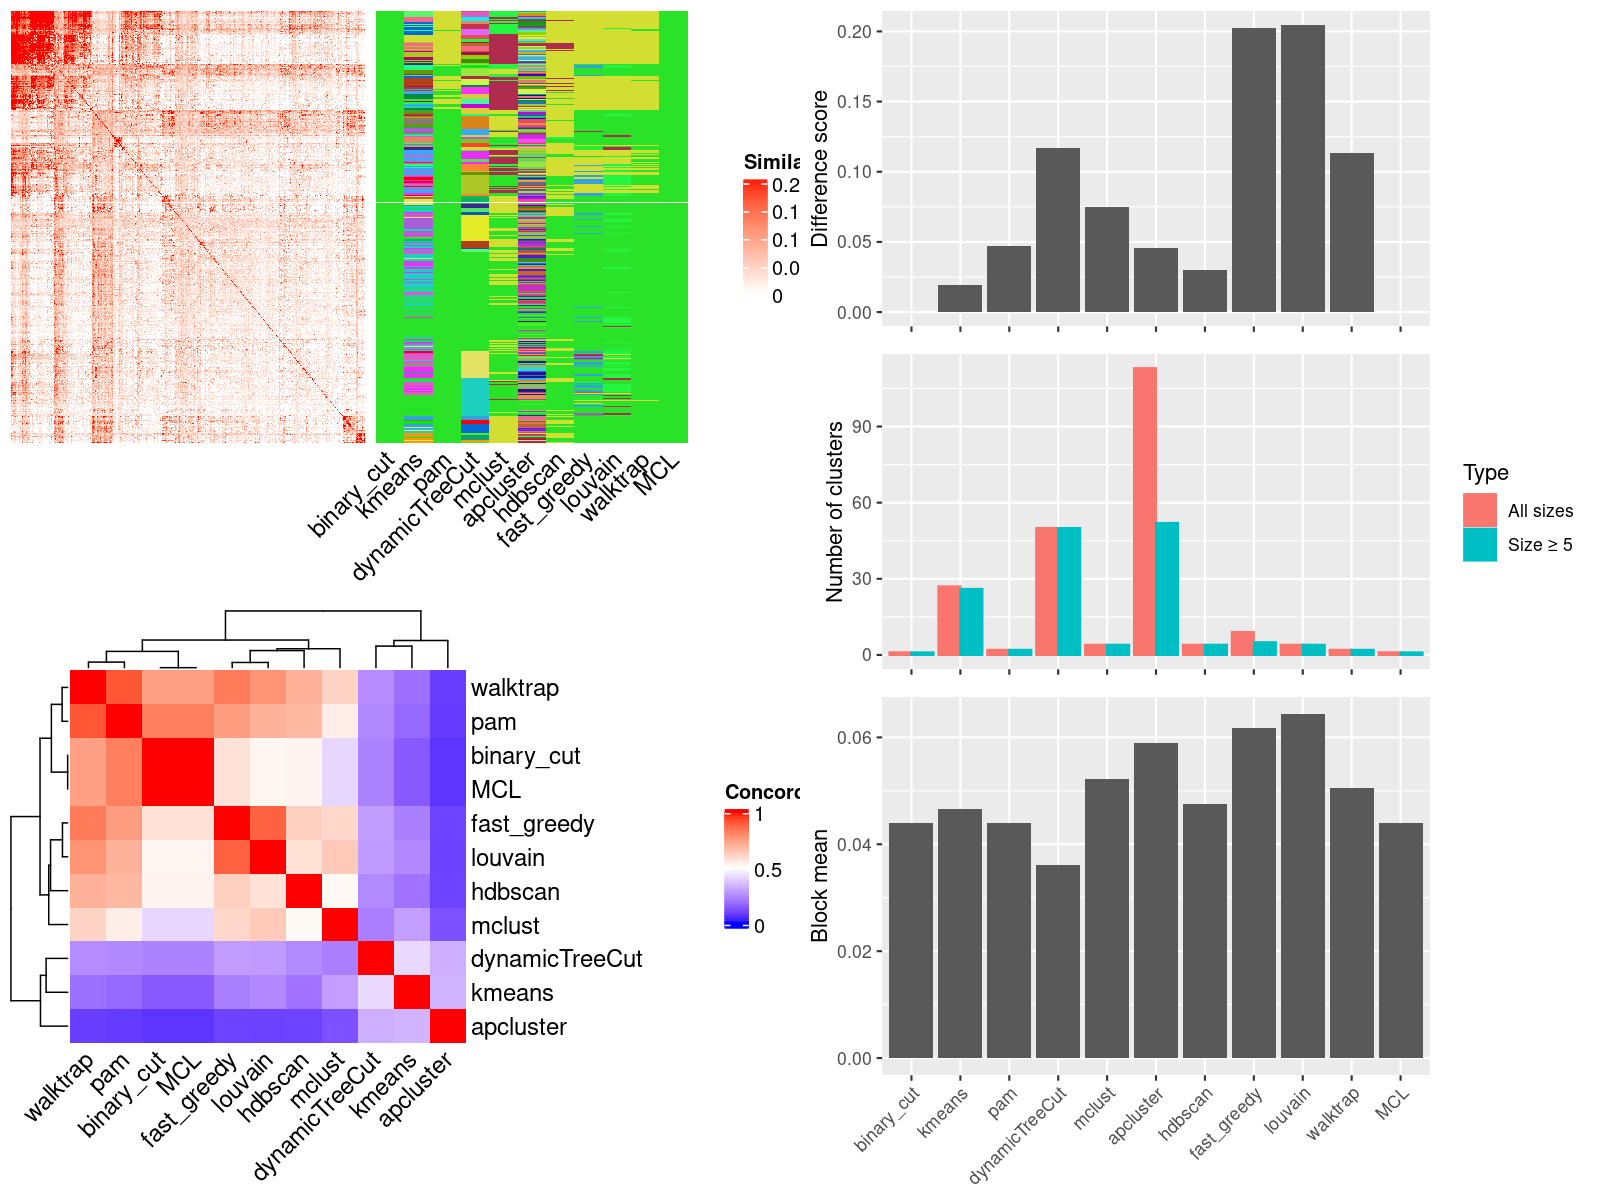 Simila
0.2
0.1
0.1
0.0
0
binary_cut
kmeans
pam
dynamicTreeCut
mclust
apcluster
hdbscan
fast_greedy
louvain
walktrap
MCL
walktrap
pam
binary_cut
MCL
fast_greedy
louvain
hdbscan
mclust
dynamicTreeCut
kmeans
apcluster
walktrap
pam
binary_cut
MCL
fast_greedy
louvain
hdbscan
mclust
dynamicTreeCut
kmeans
apcluster
Concord
1
0.5
0
Difference score
0.20
0.15
0.10
0.05
0.00
Number of clusters
90
60
30
0
Type
All sizes
Size ≥ 5
Block mean
0.06
0.04
0.02
0.00
binary_cut
kmeans
pam
dynamicTreeCut
mclust
apcluster
hdbscan
fast_greedy
louvain
walktrap
MCL